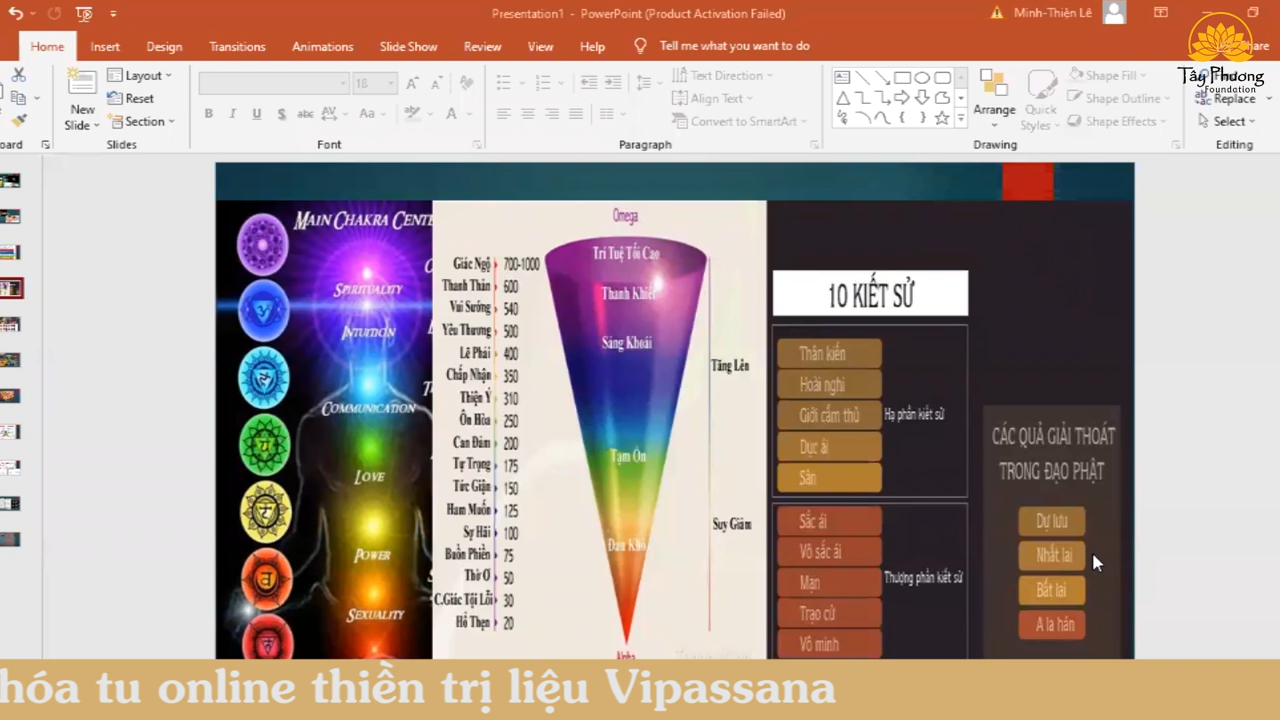 Presentation1 - PowerPoint (Product Activation Failed)
Minh-Thiện Lê
Home Insert Design Transitions Animations Slide Show Review View Help Tell me what you want to do
Share
Tây Phương
Foundation
New
Slide
Layout
Reset
Section
18
Text Direction
Align Text
Convert to SmartArt
Arrange
Quick
Styles
Shape Fill
Shape Outline
Shape Effects
Replace
Select
oard
Slides
Font
Paragraph
Drawing
Editing
MAIN CHAKRA CENTE
SPIRITUALITY
INTUITION
COMMUNICATION
LOVE
POWER
SEXUALITY
Omega
Giác Ngộ 700-1000
Thanh Thản 600
Vui Sướng 540
Yêu Thương 500
Lẽ Phải 400
Chấp Nhận 350
Thiện Ý 310
Ôn Hòa 250
Can Đảm 200
Tự Trọng 175
Tức Giận 150
Ham Muốn 125
Sợ Hãi 100
Buồn Phiền 75
Thờ Ơ 50
C.Giác Tội Lỗi 30
Hổ Thẹn 20
Trí Tuệ Tối Cao
Thanh Khiết
Sảng Khoái
Tạm Ổn
Đau Khổ
Alpha
Tăng Lên
Suy Giảm
10 KIẾT SỬ
Thân kiến
Hoài nghi
Giới cấm thủ
Dục ái
Sân
Hạ phần kiết sử
Sắc ái
Vô sắc ái
Mạn
Trạo cử
Vô minh
Thượng phần kiết sử
CÁC QUẢ GIẢI THOÁT
TRONG ĐẠO PHẬT
Dự lưu
Nhất lai
Bất lai
A la hán
hóa tu online thiền trị liệu Vipassana